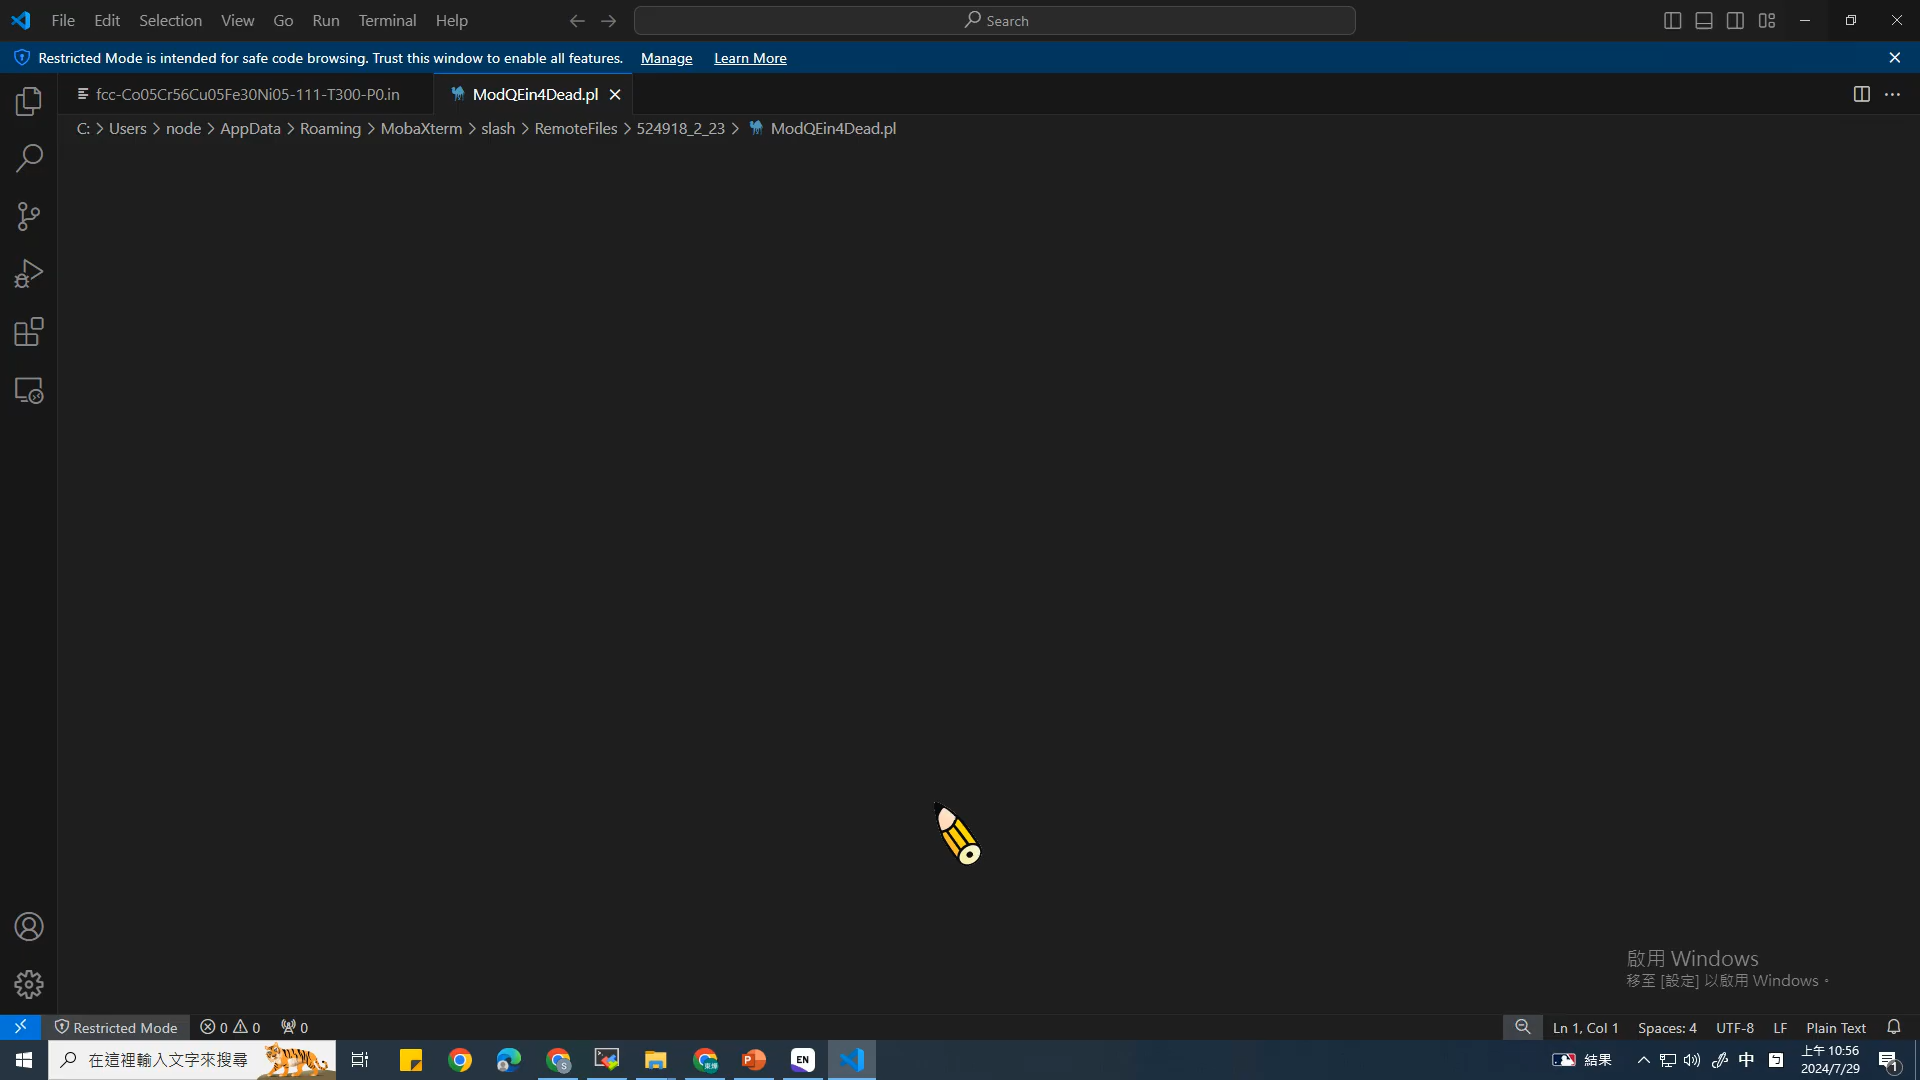 File Edit Selection View Go Run Terminal Help
Search
Restricted Mode is intended for safe code browsing. Trust this window to enable all features. Manage Learn More
fcc-Co05Cr56Cu05Fe30Ni05-111-T300-P0.in ModQEin4Dead.pl
C: > Users > node > AppData > Roaming > MobaXterm > slash > RemoteFiles > 524918_2_23 > ModQEin4Dead.pl
啟用 Windows
移至 [設定] 以啟用 Windows。
Restricted Mode 0 0 0 Ln 1, Col 1 Spaces: 4 UTF-8 LF Plain Text
在這裡輸入文字來搜尋 S 東燁 P EN 結果 中 上午 10:56
2024/7/29 1